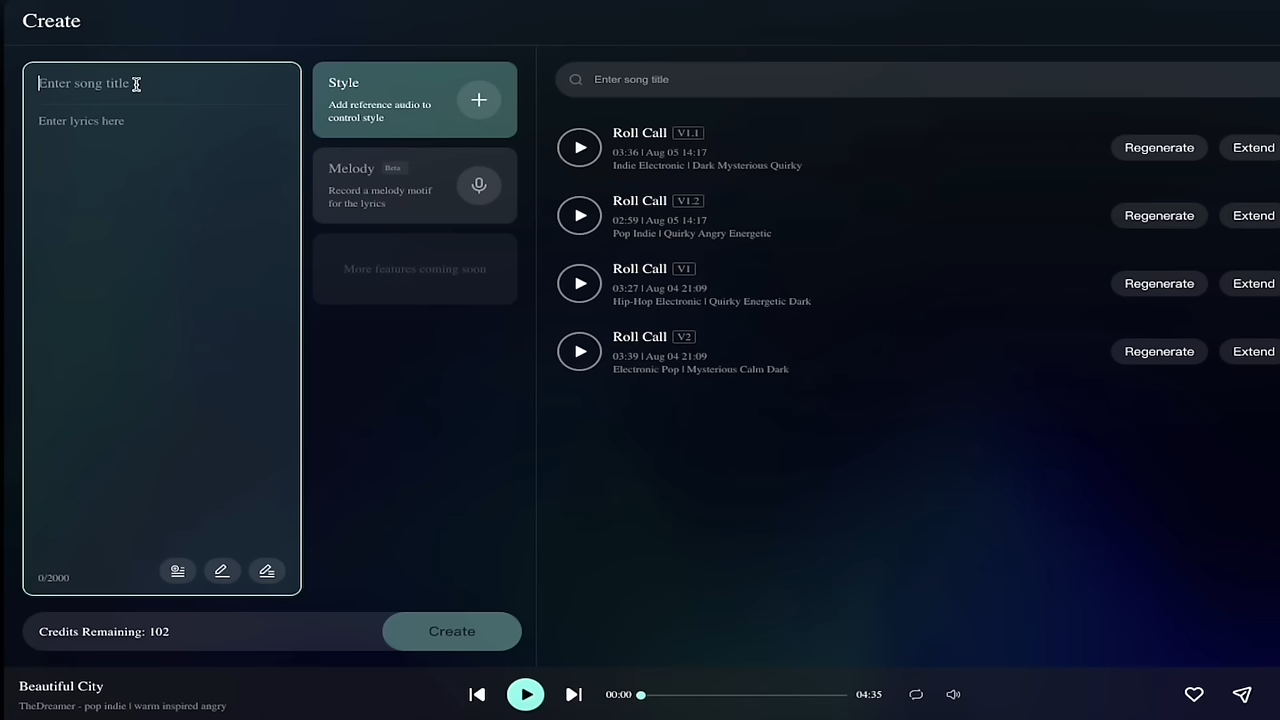 Create
Enter song title
Enter lyrics here
0/2000
Style
Add reference audio to
control style
Melody Beta
Record a melody motif
for the lyrics
More features coming soon
Credits Remaining: 102
Create
Enter song title
Roll Call V1.1
03:36 | Aug 05 14:17
Indie Electronic | Dark Mysterious Quirky
Regenerate Extend
Roll Call V1.2
02:59 | Aug 05 14:17
Pop Indie | Quirky Angry Energetic
Regenerate Extend
Roll Call V1
03:27 | Aug 04 21:09
Hip-Hop Electronic | Quirky Energetic Dark
Regenerate Extend
Roll Call V2
03:39 | Aug 04 21:09
Electronic Pop | Mysterious Calm Dark
Regenerate Extend
Beautiful City
TheDreamer - pop indie | warm inspired angry
00:00 04:35